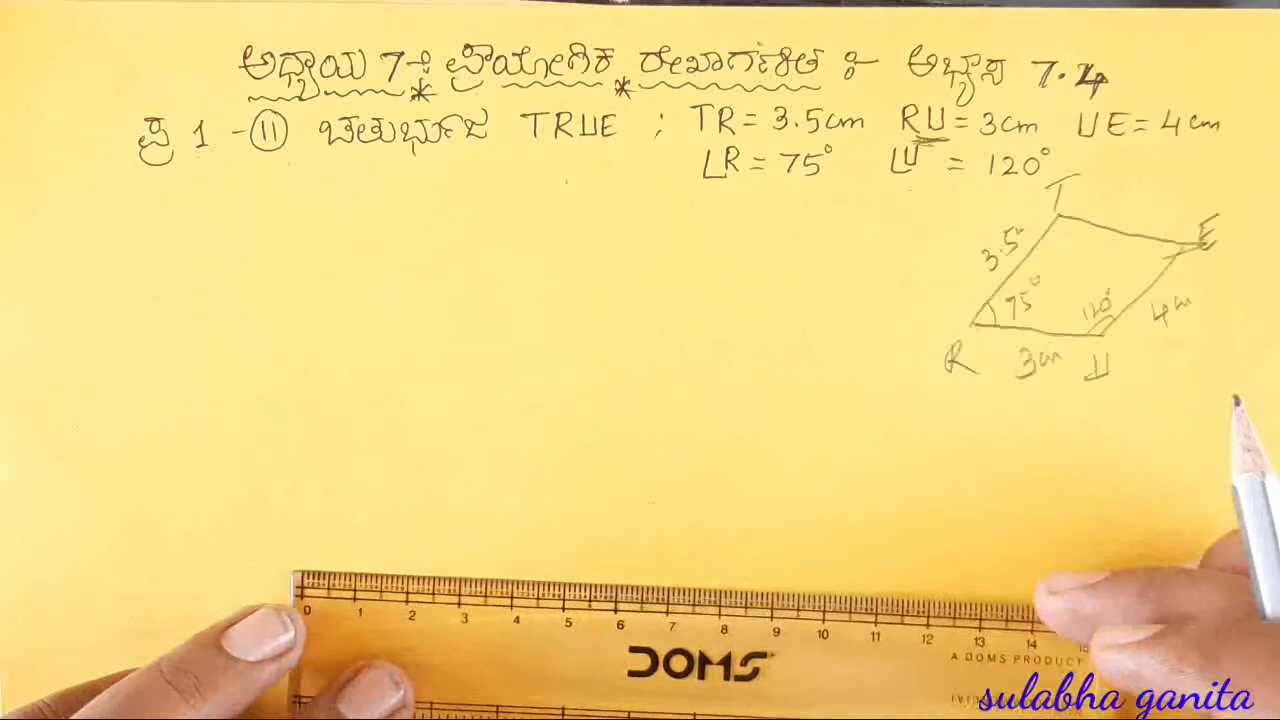 ಅಧ್ಯಾಯ 7 :- ಪ್ರಾಯೋಗಿಕ ರೇಖಾಗಣಿತ :- ಅಭ್ಯಾಸ 7.4
ಪ್ರ 1 - (II) ಚತುರ್ಭುಜ TRUE ; TR = 3.5cm RU = 3cm UE = 4cm
∟R = 75° ∟U = 120°
T
3.5 E
75° 120° 4cm
R 3cm U
0 1 2 3 4 5 6 7 8 9 10 11 12 13 14 15
DOMS
A DOMS PRODUCT
sulabha ganita